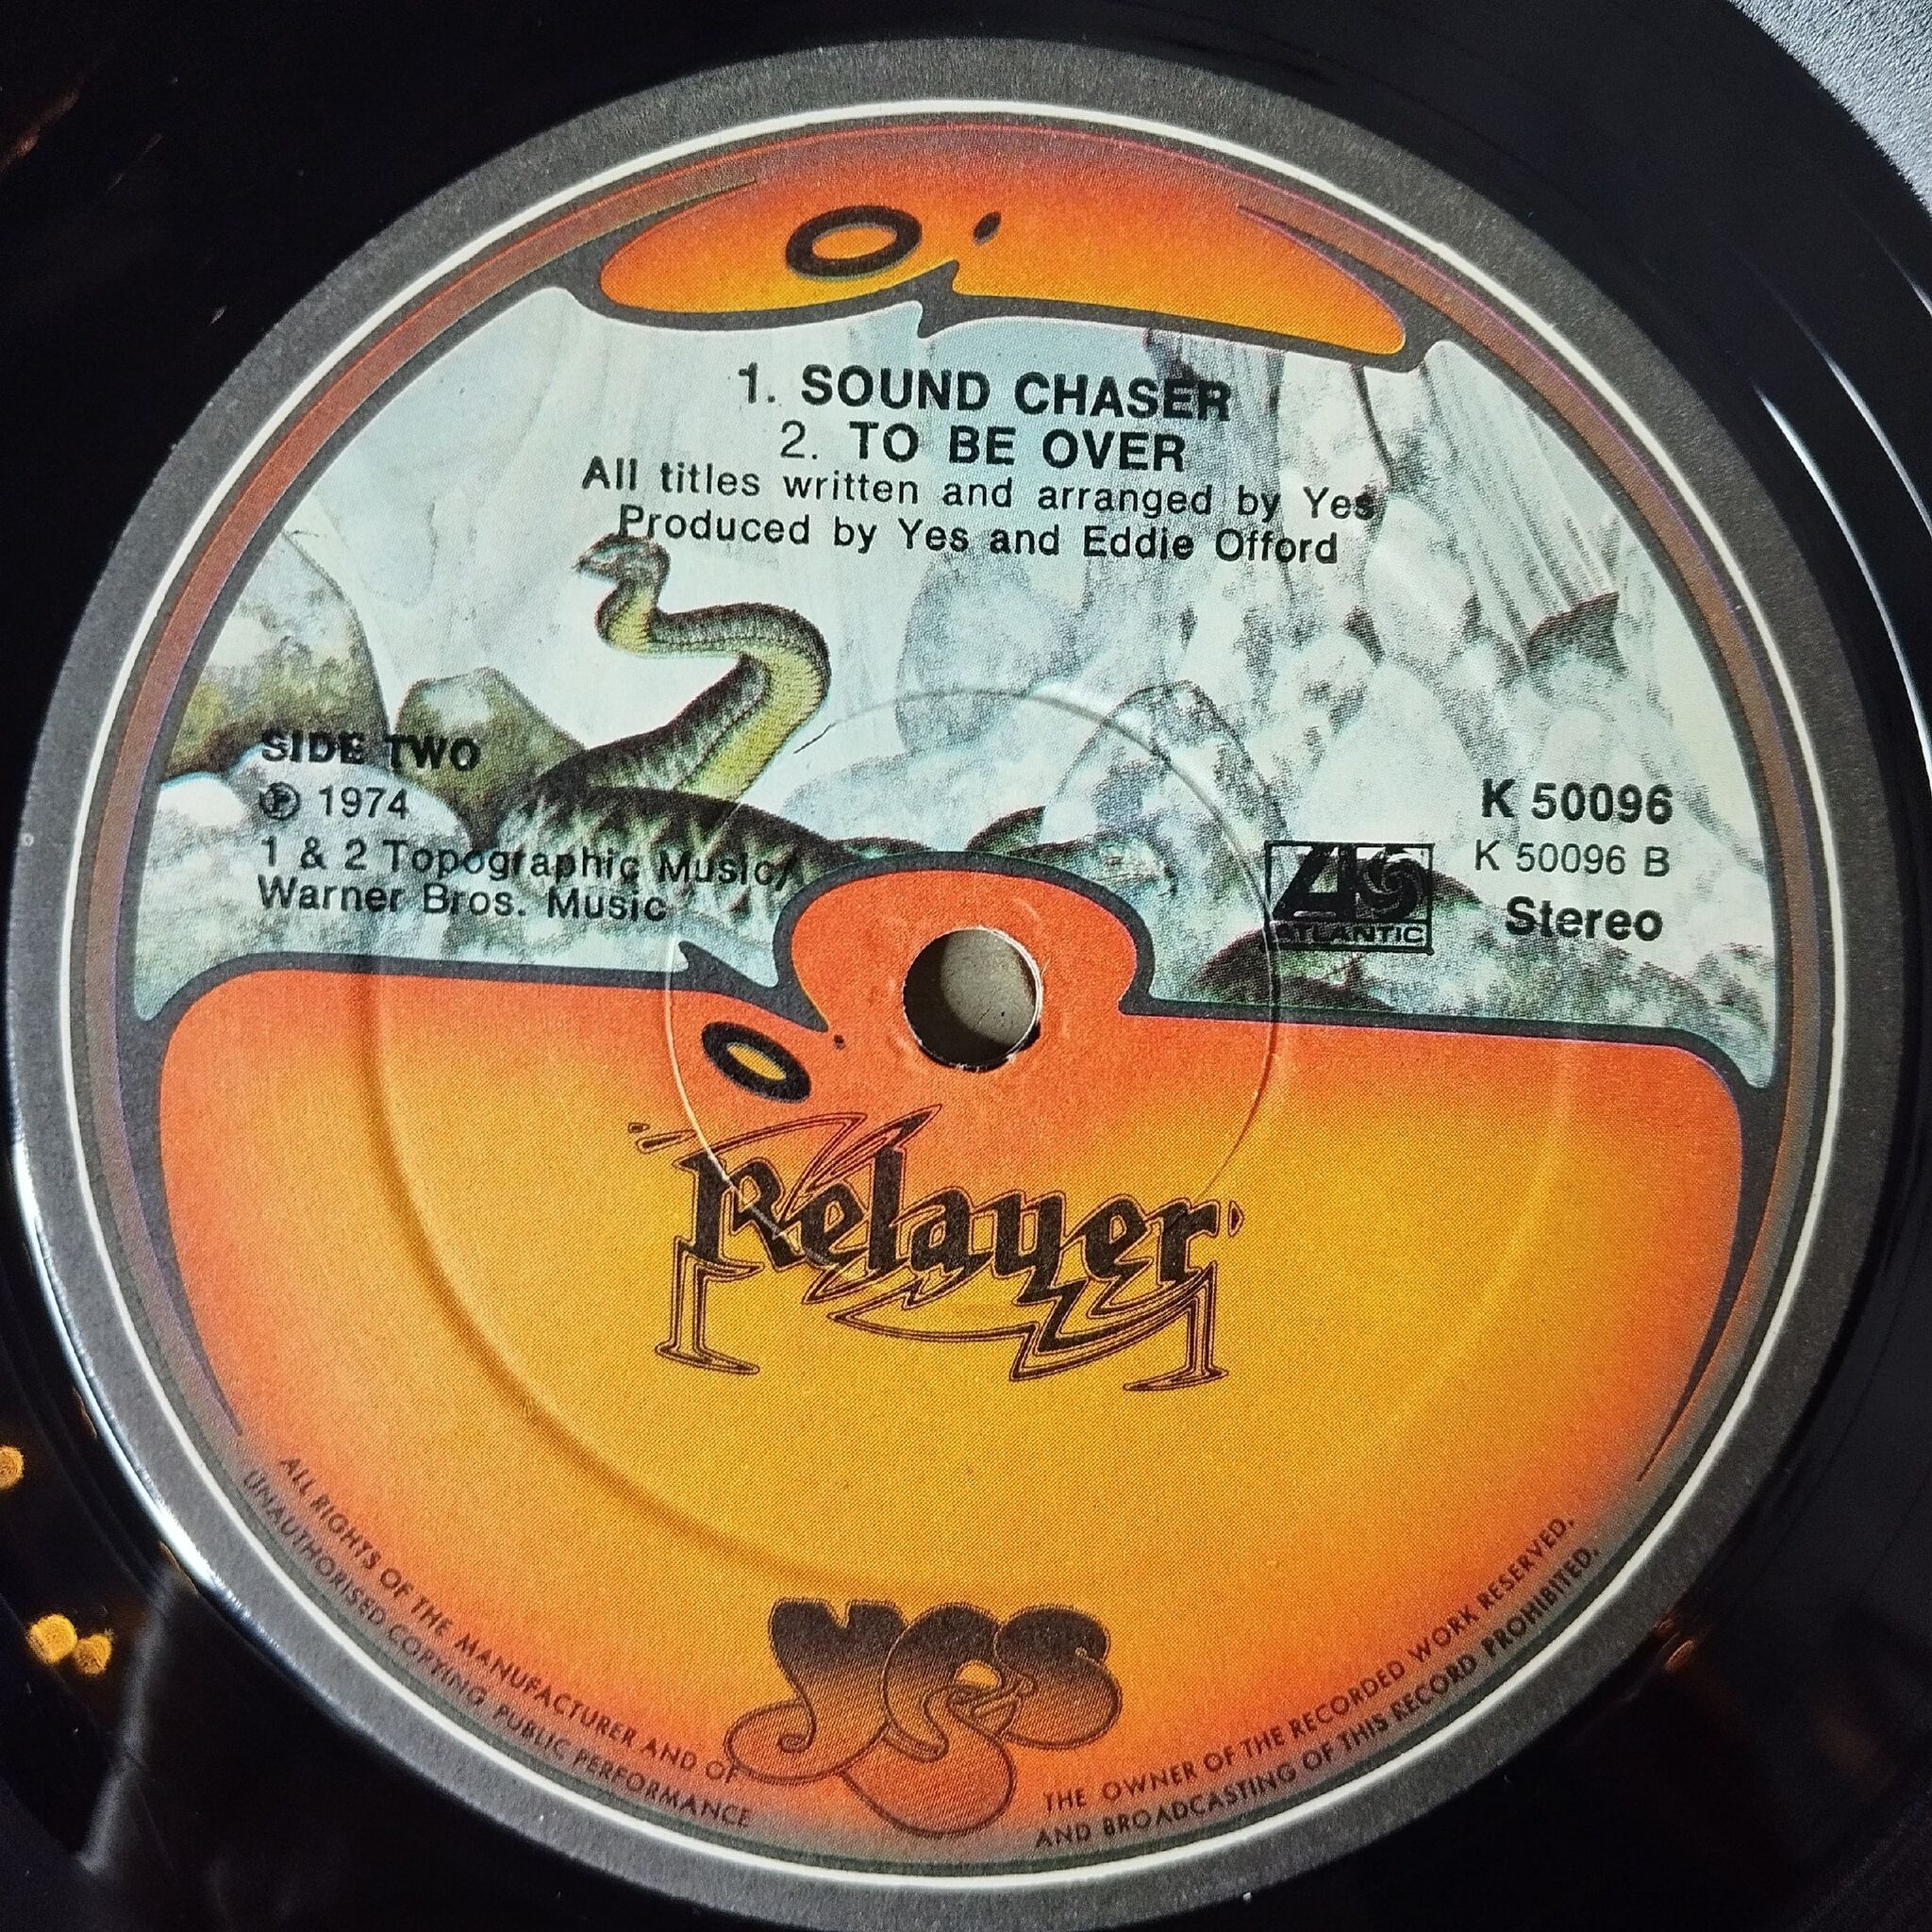 1. SOUND CHASER
2. TO BE OVER
All titles written and arranged by Yes
Produced by Yes and Eddie Offord
SIDE TWO
Ⓟ 1974
1 & 2 Topographic Music/
Warner Bros. Music
K 50096
K 50096 B
ATLANTIC
Stereo
Relayer
YES
ALL RIGHTS OF THE MANUFACTURER AND OF THE OWNER OF THE RECORDED WORK RESERVED.
UNAUTHORISED COPYING, PUBLIC PERFORMANCE AND BROADCASTING OF THIS RECORD PROHIBITED.